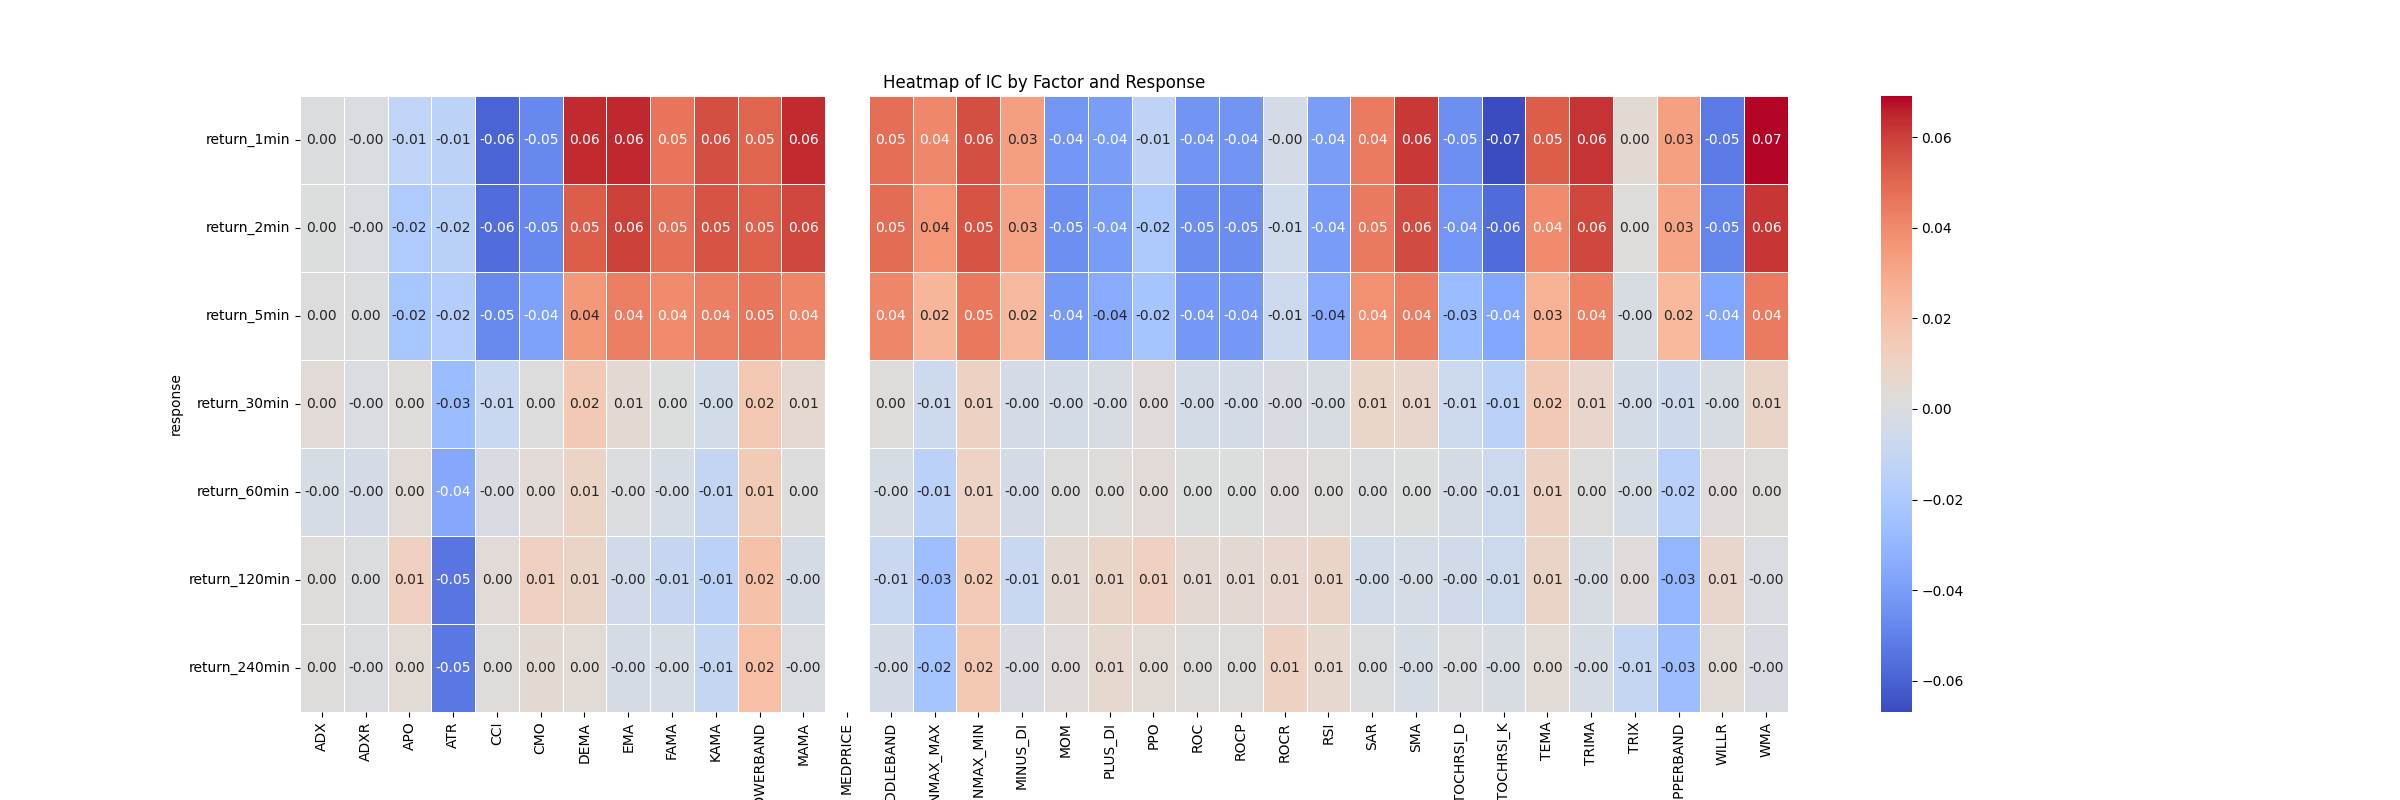 Heatmap of IC by Factor and Response
return_1min 0.00 -0.00 -0.01 -0.01 -0.06 -0.05 0.06 0.06 0.05 0.06 0.05 0.06 0.05 0.04 0.06 0.03 -0.04 -0.04 -0.01 -0.04 -0.04 -0.00 -0.04 0.04 0.06 -0.05 -0.07 0.05 0.06 0.00 0.03 -0.05 0.07
return_2min 0.00 -0.00 -0.02 -0.02 -0.06 -0.05 0.05 0.06 0.05 0.05 0.05 0.06 0.05 0.04 0.05 0.03 -0.05 -0.04 -0.02 -0.05 -0.05 -0.01 -0.04 0.05 0.06 -0.04 -0.06 0.04 0.06 0.00 0.03 -0.05 0.06
return_5min 0.00 0.00 -0.02 -0.02 -0.05 -0.04 0.04 0.04 0.04 0.04 0.05 0.04 0.04 0.02 0.05 0.02 -0.04 -0.04 -0.02 -0.04 -0.04 -0.01 -0.04 0.04 0.04 -0.03 -0.04 0.03 0.04 -0.00 0.02 -0.04 0.04
return_30min 0.00 -0.00 0.00 -0.03 -0.01 0.00 0.02 0.01 0.00 -0.00 0.02 0.01 0.00 -0.01 0.01 -0.00 -0.00 -0.00 0.00 -0.00 -0.00 -0.00 -0.00 0.01 0.01 -0.01 -0.01 0.02 0.01 -0.00 -0.01 -0.00 0.01
return_60min -0.00 -0.00 0.00 -0.04 -0.00 0.00 0.01 -0.00 -0.00 -0.01 0.01 0.00 -0.00 -0.01 0.01 -0.00 0.00 0.00 0.00 0.00 0.00 0.00 0.00 0.00 0.00 -0.00 -0.01 0.01 0.00 -0.00 -0.02 0.00 0.00
return_120min 0.00 0.00 0.01 -0.05 0.00 0.01 0.01 -0.00 -0.01 -0.01 0.02 -0.00 -0.01 -0.03 0.02 -0.01 0.01 0.01 0.01 0.01 0.01 0.01 0.01 -0.00 -0.00 -0.00 -0.01 0.01 -0.00 0.00 -0.03 0.01 -0.00
return_240min 0.00 -0.00 0.00 -0.05 0.00 0.00 0.00 -0.00 -0.00 -0.01 0.02 -0.00 -0.00 -0.02 0.02 -0.00 0.00 0.01 0.00 0.00 0.00 0.01 0.01 0.00 -0.00 -0.00 -0.00 0.00 -0.00 -0.01 -0.03 0.00 -0.00
response
ADX ADXR APO ATR CCI CMO DEMA EMA FAMA KAMA OWERBAND MAMA MEDPRICE DDLEBAND NMAX_MAX NMAX_MIN MINUS_DI MOM PLUS_DI PPO ROC ROCP ROCR RSI SAR SMA TOCHRSI_D TOCHRSI_K TEMA TRIMA TRIX PPERBAND WILLR WMA
0.06
0.04
0.02
0.00
−0.02
−0.04
−0.06